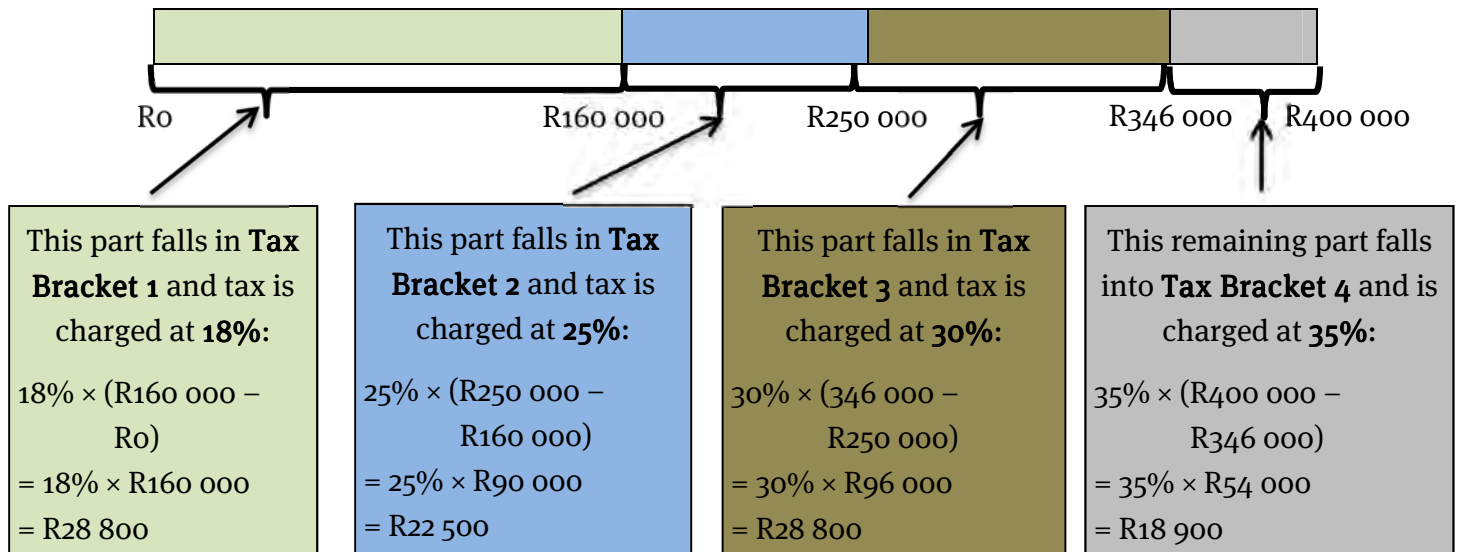 R0
R160 000
R250 000
R346 000
R400 000
This part falls in Tax
Bracket 1 and tax is
charged at 18%:
18% × (R160 000 –
R0)
= 18% × R160 000
= R28 800
This part falls in Tax
Bracket 2 and tax is
charged at 25%:
25% × (R250 000 –
R160 000)
= 25% × R90 000
= R22 500
This part falls in Tax
Bracket 3 and tax is
charged at 30%:
30% × (346 000 –
R250 000)
= 30% × R96 000
= R28 800
This remaining part falls
into Tax Bracket 4 and is
charged at 35%:
35% × (R400 000 –
R346 000)
= 35% × R54 000
= R18 900